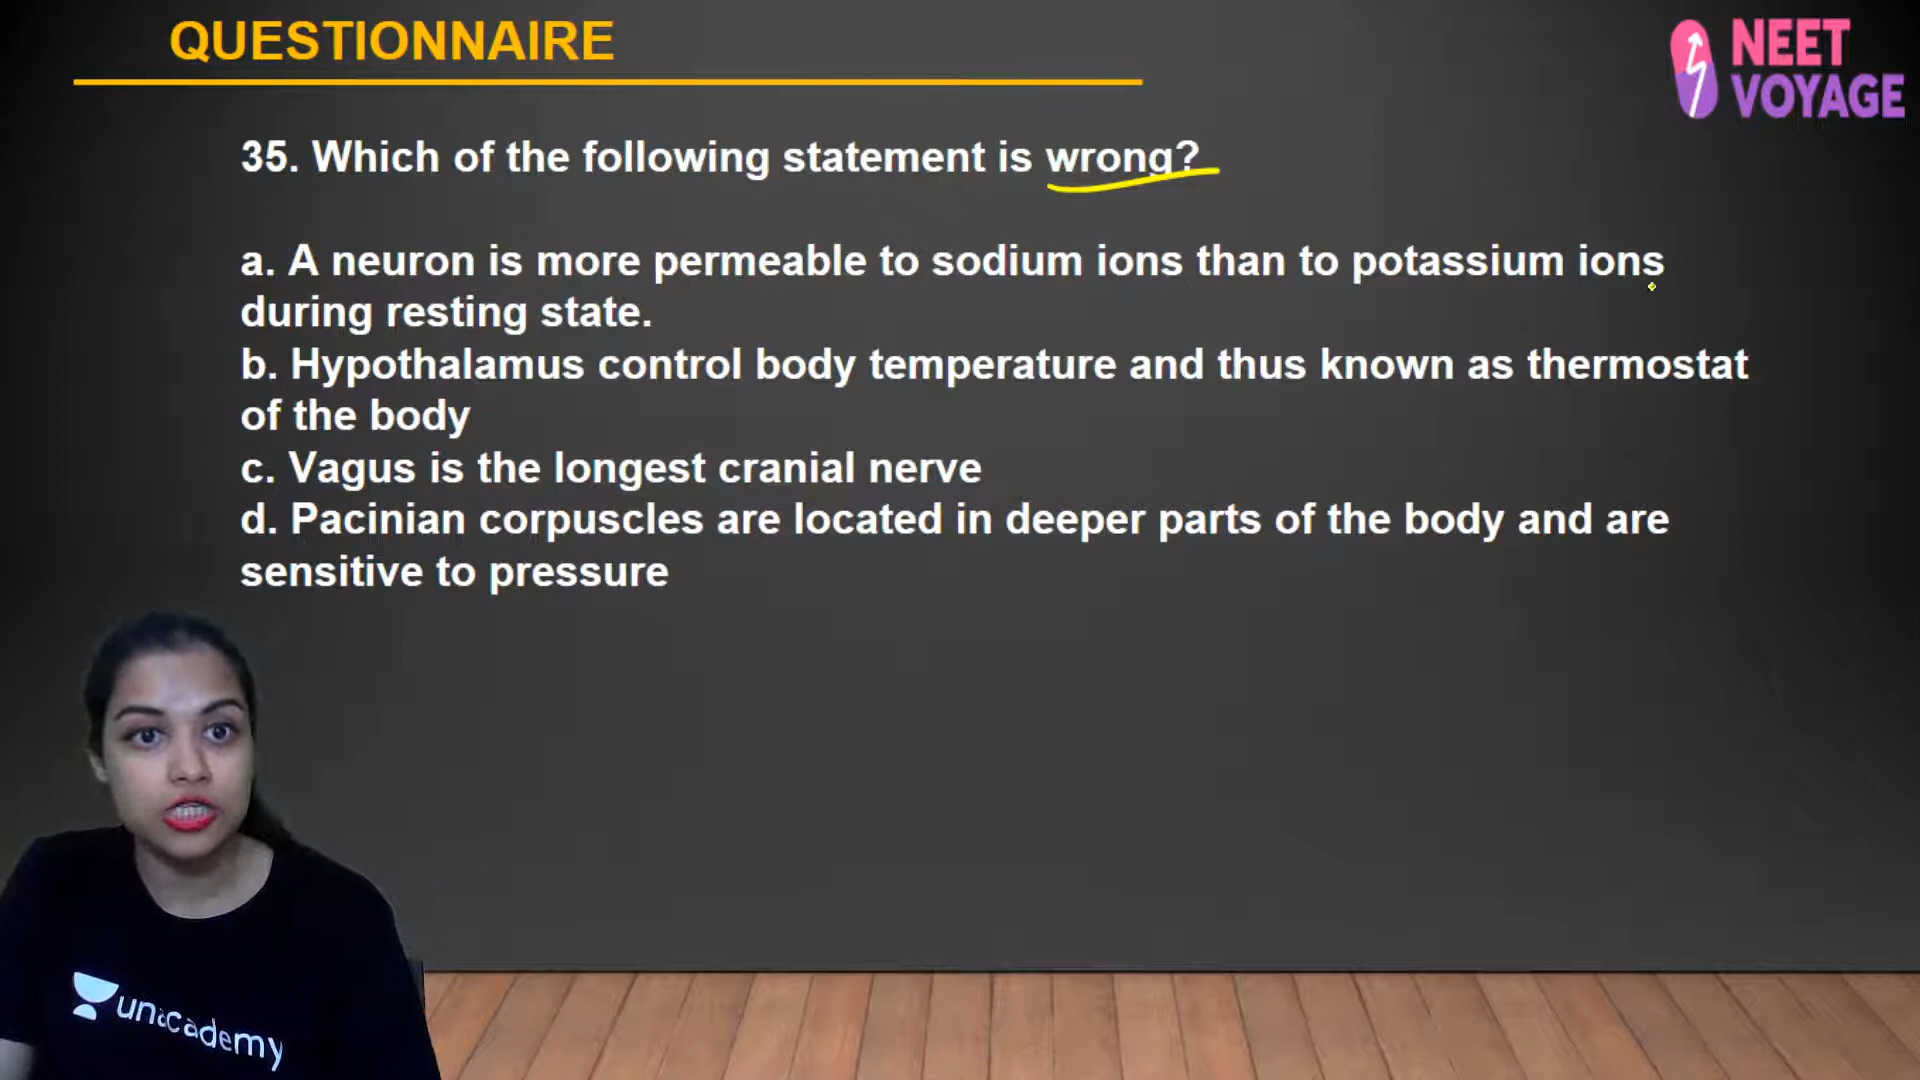 QUESTIONNAIRE
NEET
VOYAGE
35. Which of the following statement is wrong?
a. A neuron is more permeable to sodium ions than to potassium ions
during resting state.
b. Hypothalamus control body temperature and thus known as thermostat
of the body
c. Vagus is the longest cranial nerve
d. Pacinian corpuscles are located in deeper parts of the body and are
sensitive to pressure
unacademy